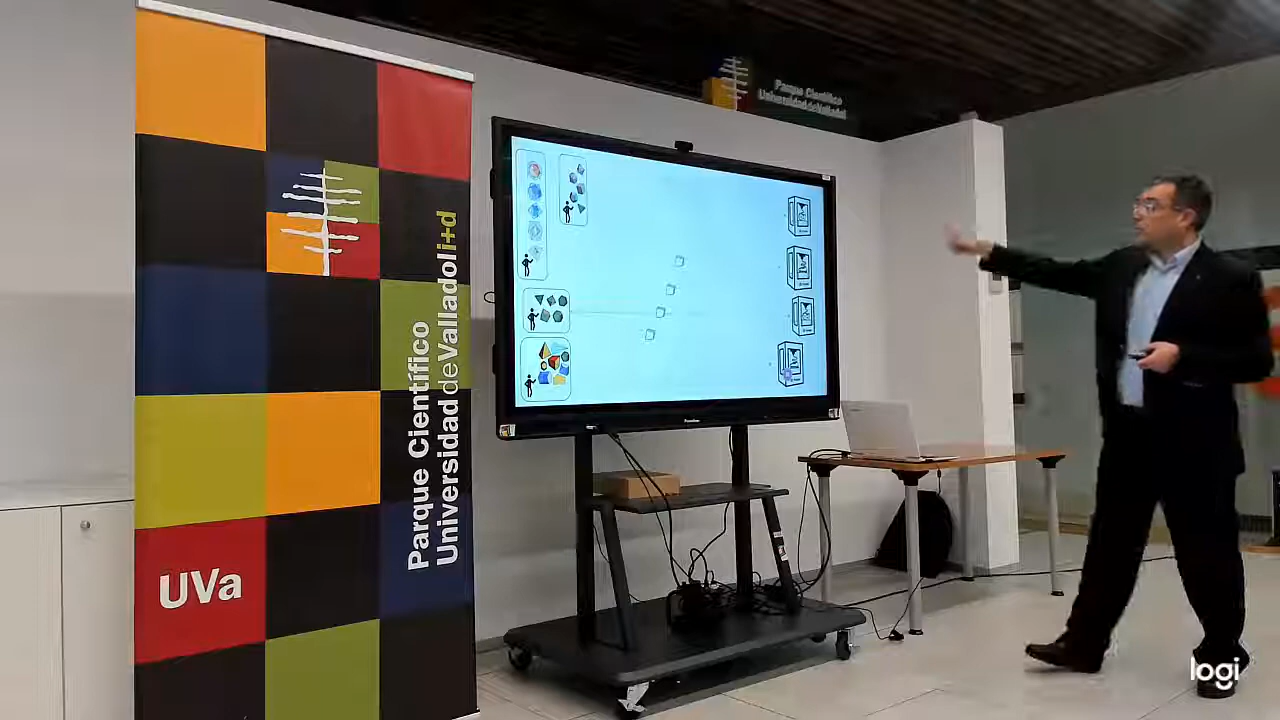 Parque Científico
Universidad de Valladolid i+d
UVa
Parque Científico
Universidad de Valladolid
logi